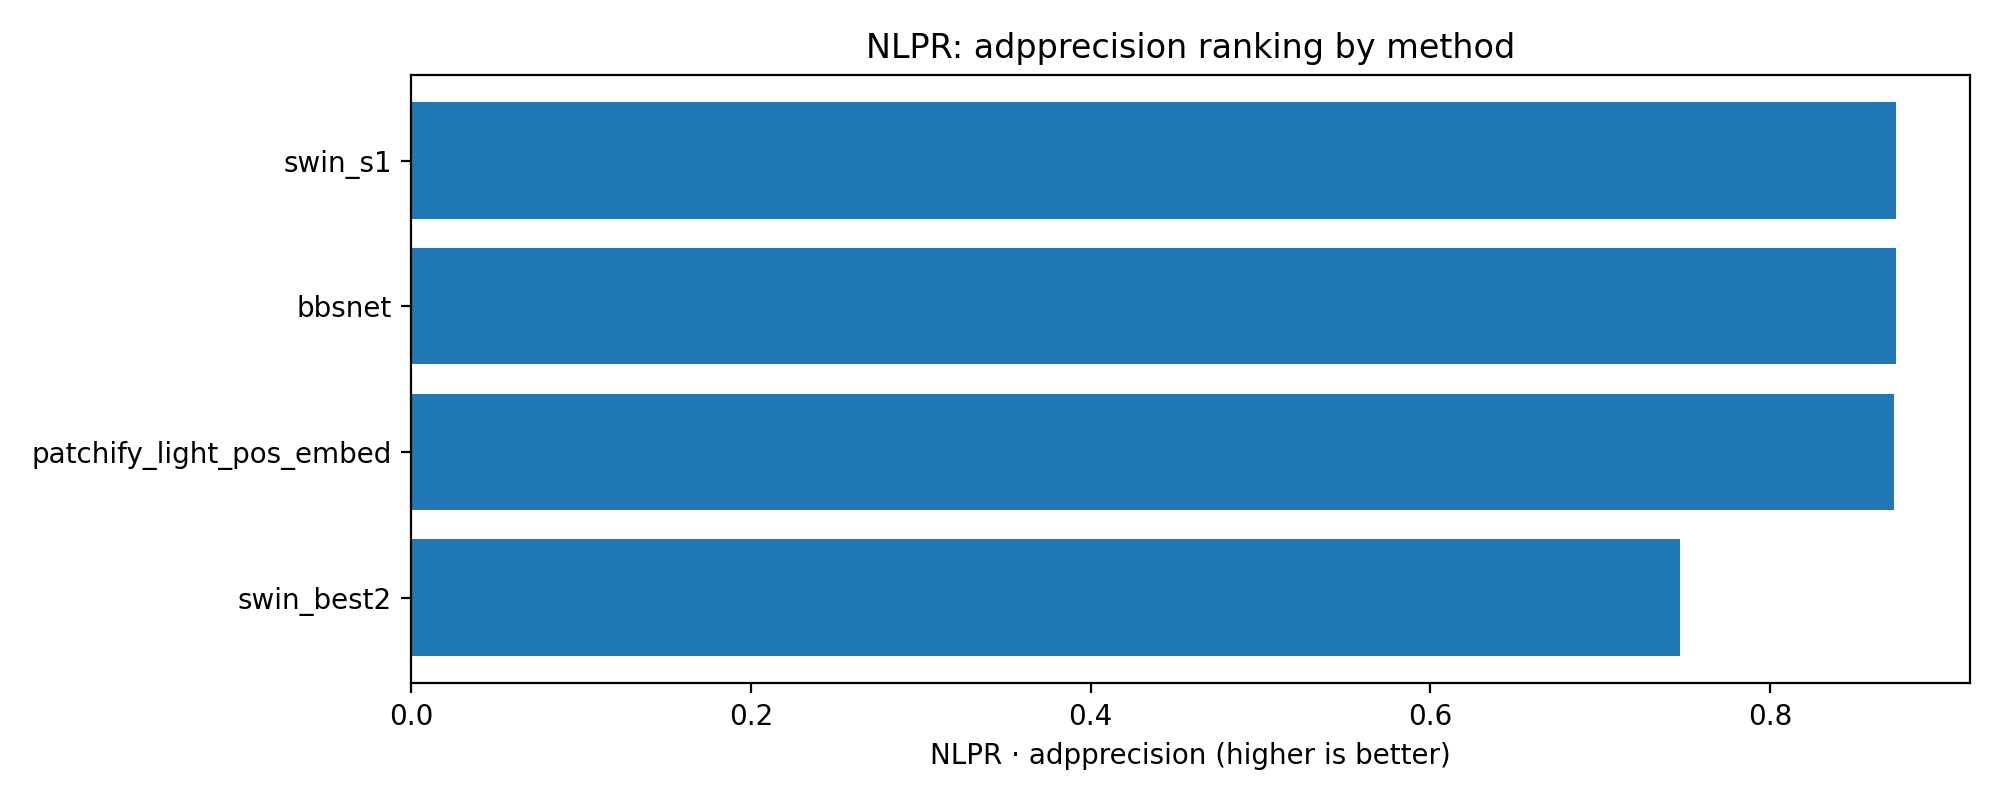 NLPR: adpprecision ranking by method
swin_s1
bbsnet
patchify_light_pos_embed
swin_best2
0.0 0.2 0.4 0.6 0.8
NLPR · adpprecision (higher is better)